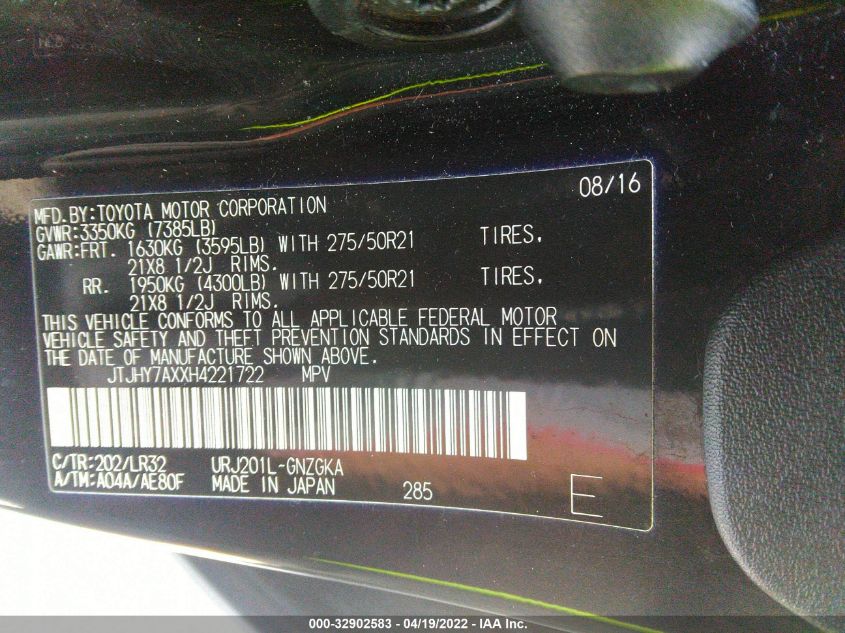 08/16
MFD.BY:TOYOTA MOTOR CORPORATION
GVWR:3350KG (7385LB)
GAWR:FRT. 1630KG (3595LB) WITH 275/50R21 TIRES,
21X8 1/2J RIMS.
RR. 1950KG (4300LB) WITH 275/50R21 TIRES,
21X8 1/2J RIMS.
THIS VEHICLE CONFORMS TO ALL APPLICABLE FEDERAL MOTOR
VEHICLE SAFETY AND THEFT PREVENTION STANDARDS IN EFFECT ON
THE DATE OF MANUFACTURE SHOWN ABOVE.
JTJHY7AXXH4221722 MPV
C/TR:202/LR32 URJ201L-GNZGKA
A/TM:A04A/AE80F MADE IN JAPAN 285 E
000-32902583 - 04/19/2022 - IAA Inc.